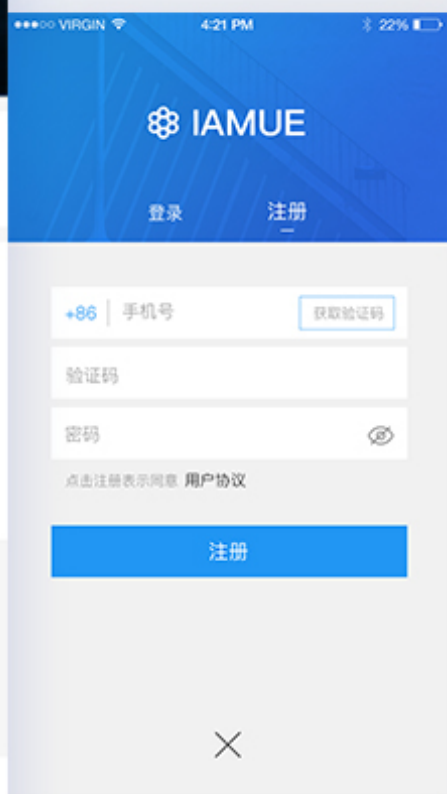 VIRGIN 4:21 PM 22%
IAMUE
登录 注册
+86 手机号 获取验证码
验证码
密码
点击注册表示同意 用户协议
注册